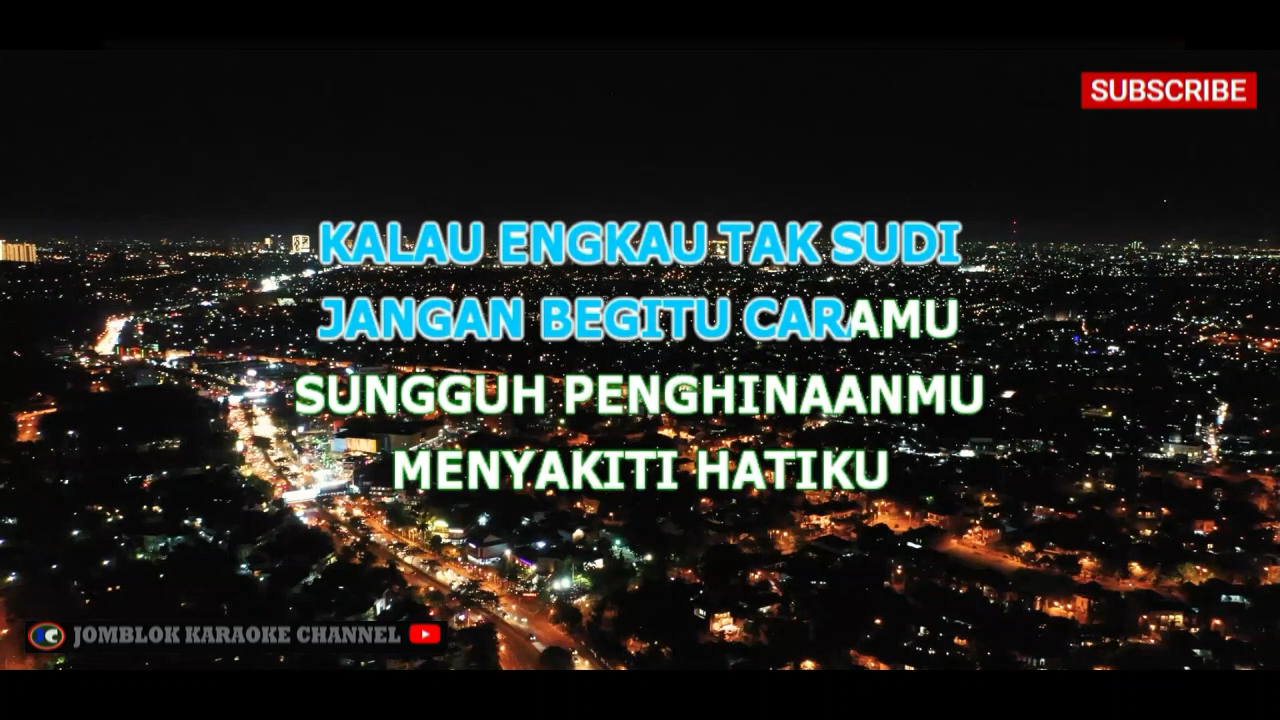 SUBSCRIBE
KALAU ENGKAU TAK SUDI
JANGAN BEGITU CARAMU
SUNGGUH PENGHINAANMU
MENYAKITI HATIKU
JOMBLOK KARAOKE CHANNEL